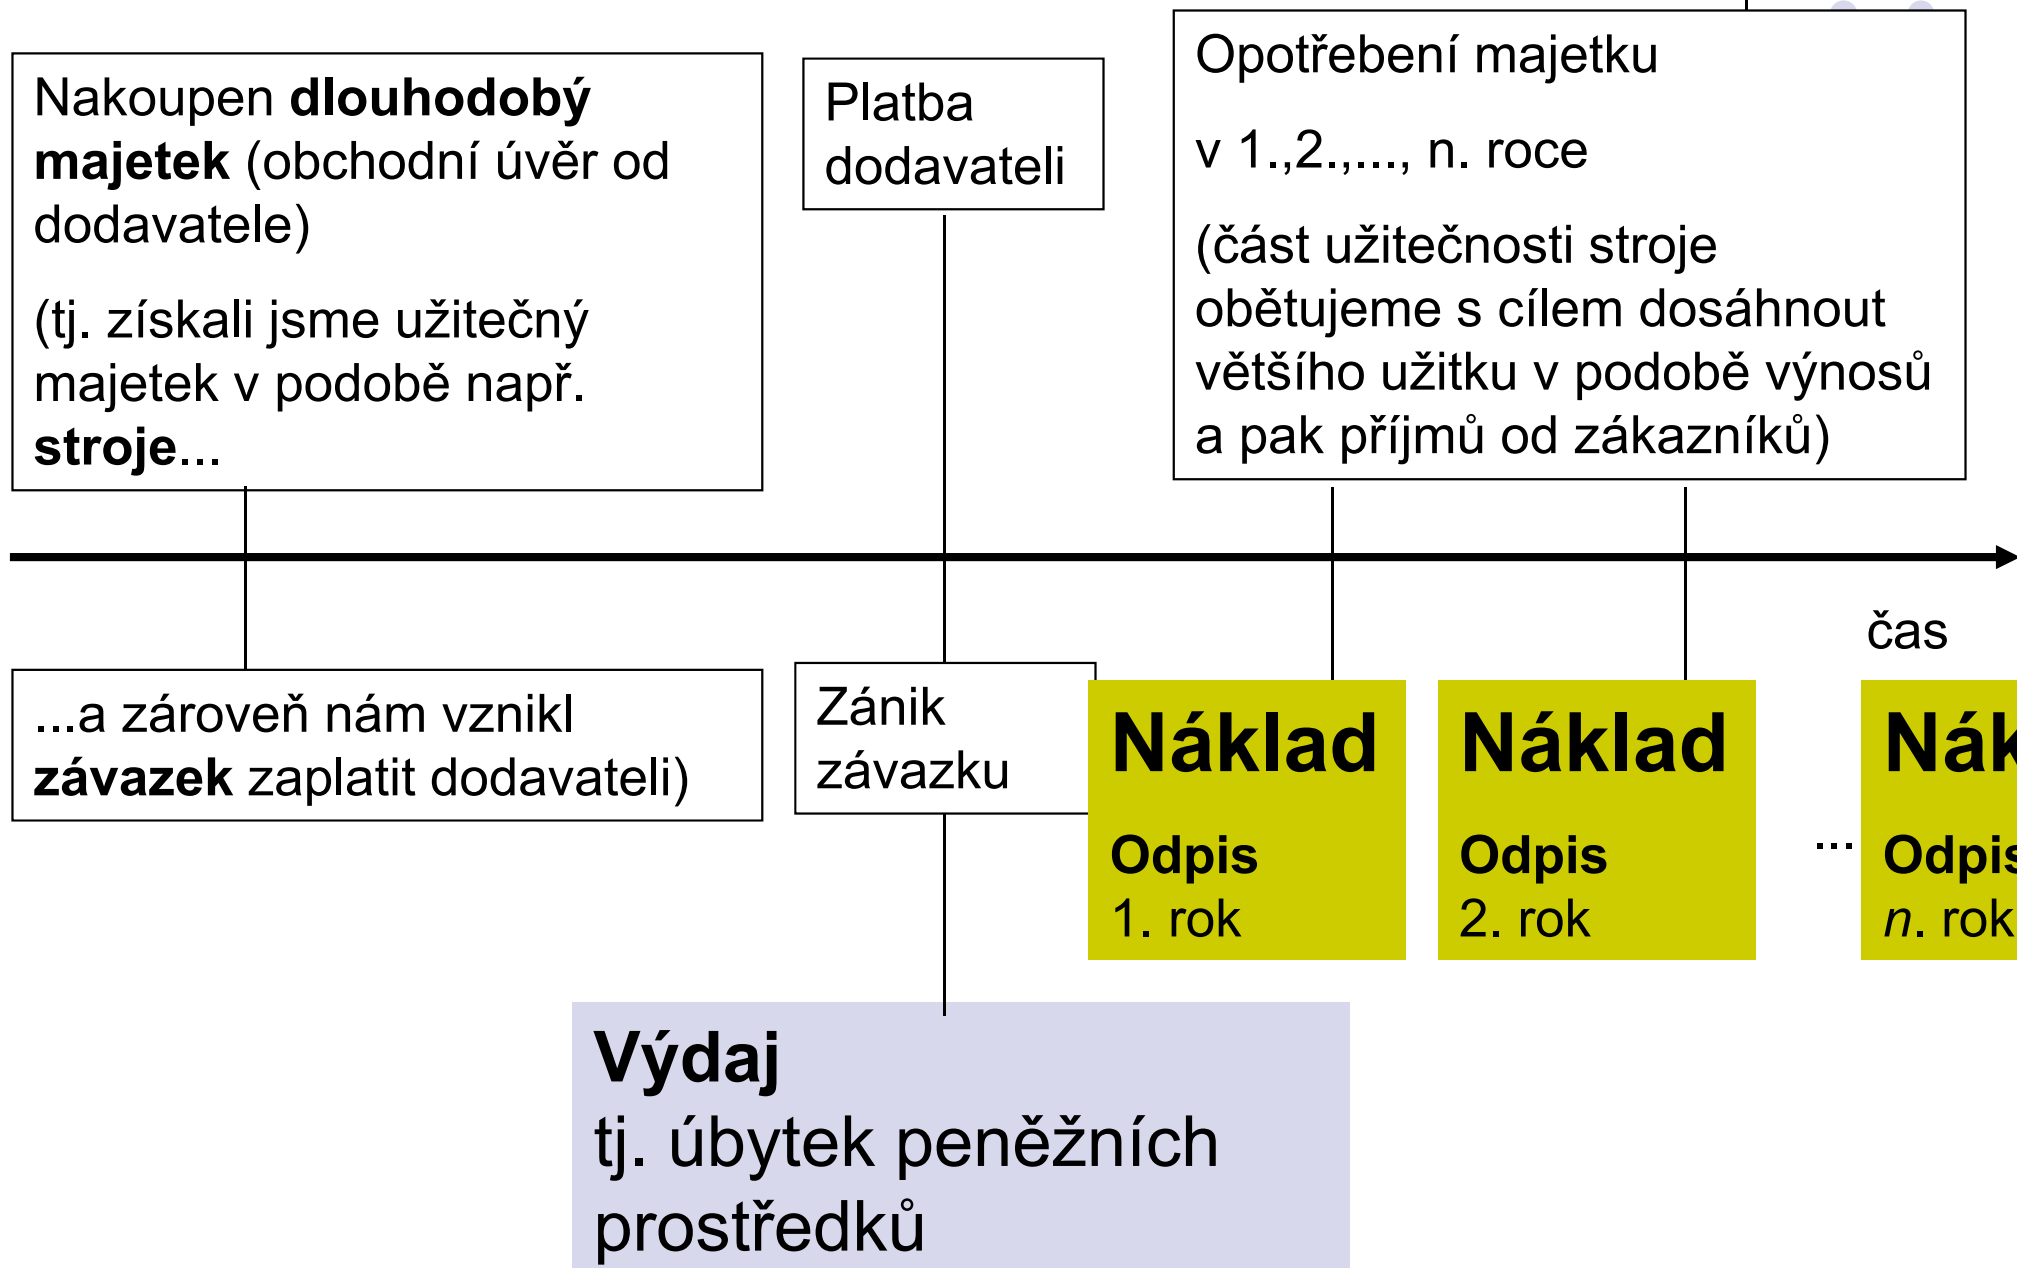 Nakoupen dlouhodobý
majetek (obchodní úvěr od
dodavatele)
(tj. získali jsme užitečný
majetek v podobě např.
stroje...
Platba
dodavateli
Opotřebení majetku
v 1.,2.,..., n. roce
(část užitečnosti stroje
obětujeme s cílem dosáhnout
většího užitku v podobě výnosů
a pak příjmů od zákazníků)
čas
...a zároveň nám vznikl
závazek zaplatit dodavateli)
Zánik
závazku
Náklad
Odpis
1. rok
Náklad
Odpis
2. rok
...
Nák
Odpis
n. rok
Výdaj
tj. úbytek peněžních
prostředků